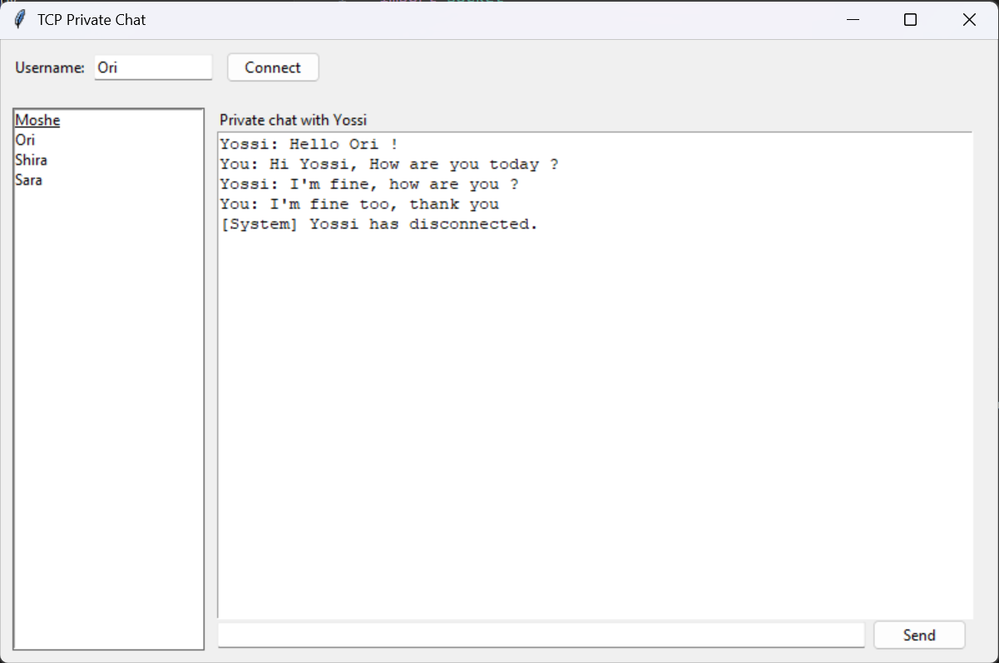 TCP Private Chat
Username: Ori Connect
Moshe
Ori
Shira
Sara
Private chat with Yossi
Yossi: Hello Ori !
You: Hi Yossi, How are you today ?
Yossi: I'm fine, how are you ?
You: I'm fine too, thank you
[System] Yossi has disconnected.
Send